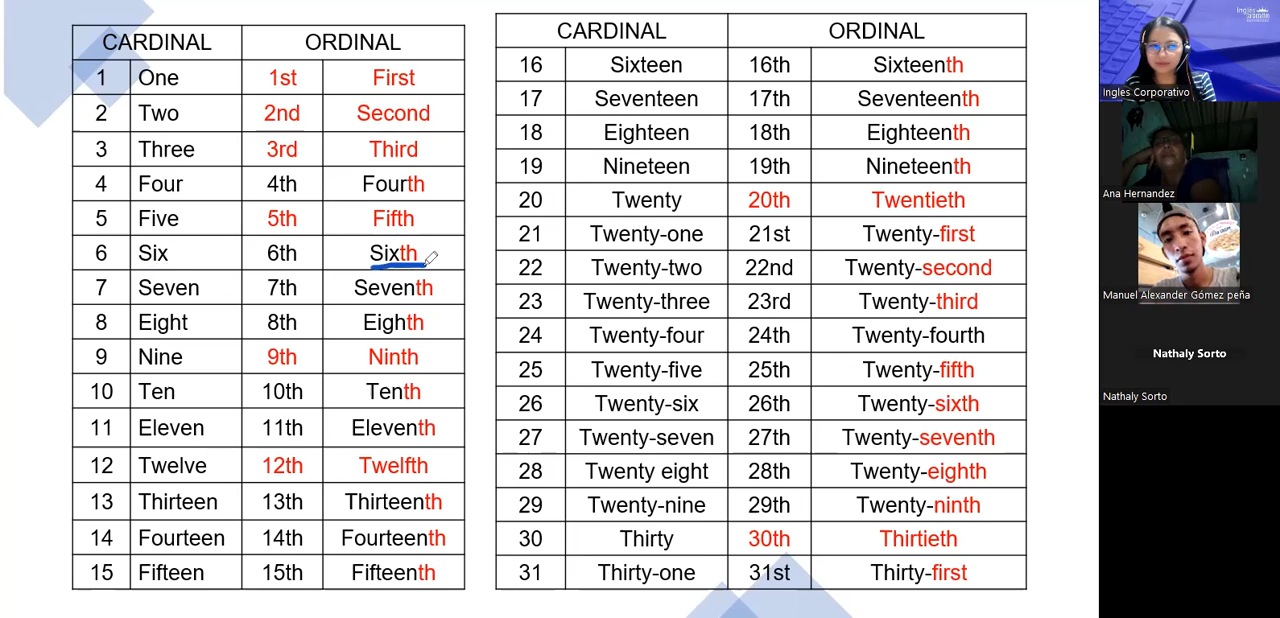 CARDINAL ORDINAL
1 One 1st First
2 Two 2nd Second
3 Three 3rd Third
4 Four 4th Fourth
5 Five 5th Fifth
6 Six 6th Sixth
7 Seven 7th Seventh
8 Eight 8th Eighth
9 Nine 9th Ninth
10 Ten 10th Tenth
11 Eleven 11th Eleventh
12 Twelve 12th Twelfth
13 Thirteen 13th Thirteenth
14 Fourteen 14th Fourteenth
15 Fifteen 15th Fifteenth
CARDINAL ORDINAL
16 Sixteen 16th Sixteenth
17 Seventeen 17th Seventeenth
18 Eighteen 18th Eighteenth
19 Nineteen 19th Nineteenth
20 Twenty 20th Twentieth
21 Twenty-one 21st Twenty-first
22 Twenty-two 22nd Twenty-second
23 Twenty-three 23rd Twenty-third
24 Twenty-four 24th Twenty-fourth
25 Twenty-five 25th Twenty-fifth
26 Twenty-six 26th Twenty-sixth
27 Twenty-seven 27th Twenty-seventh
28 Twenty eight 28th Twenty-eighth
29 Twenty-nine 29th Twenty-ninth
30 Thirty 30th Thirtieth
31 Thirty-one 31st Thirty-first
Ingles Corporativo
Ana Hernandez
Manuel Alexander Gómez peña
Nathaly Sorto
Nathaly Sorto